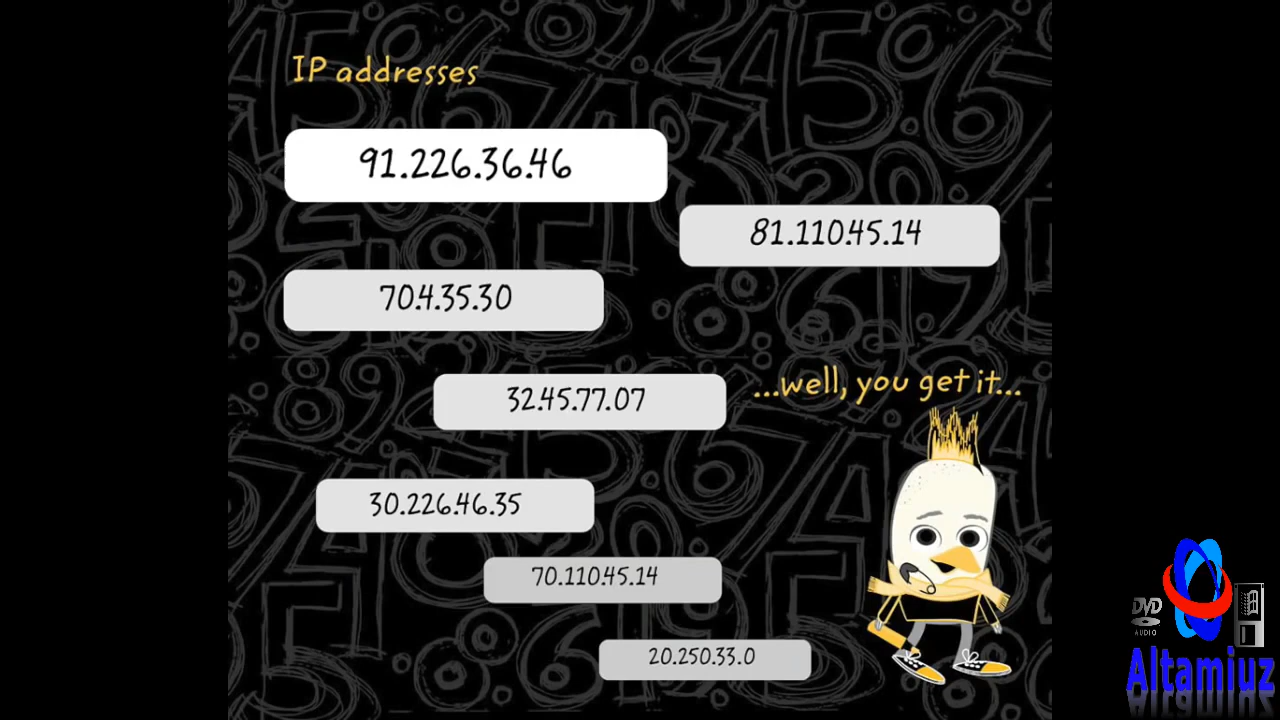 IP addresses
91.226.36.46
81.110.45.14
70.4.35.30
...well, you get it...
32.45.77.07
30.226.46.35
70.110.45.14
20.250.33.0
DVD
AUDIO
Altamiuz